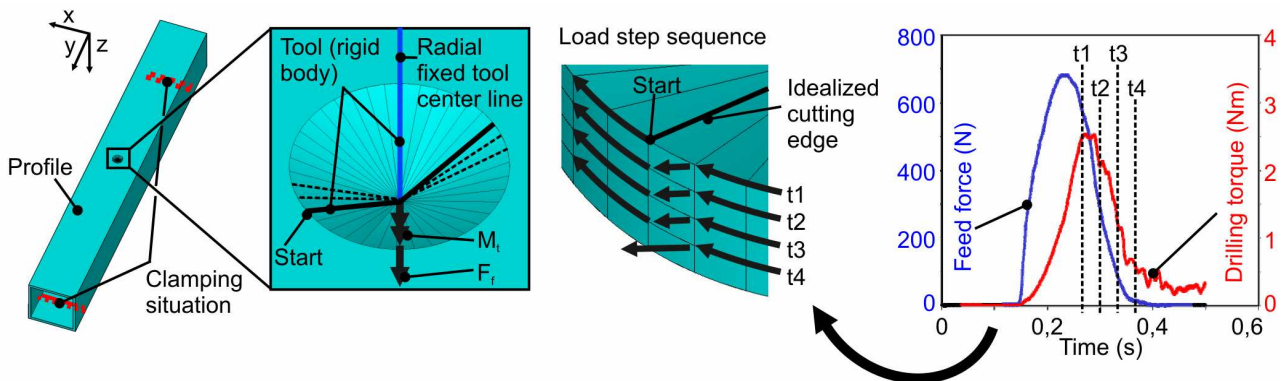 x
y
z
Profile
Clamping
situation
Tool (rigid
body)
Radial
fixed tool
center line
Start
Mt
Ff
Load step sequence
Start
Idealized
cutting
edge
t1
t2
t3
t4
Feed force (N)
800
600
400
200
0
t1
t2
t3
t4
4
3
2
1
0
Drilling torque (Nm)
0
0,2
0,4
0,6
Time (s)